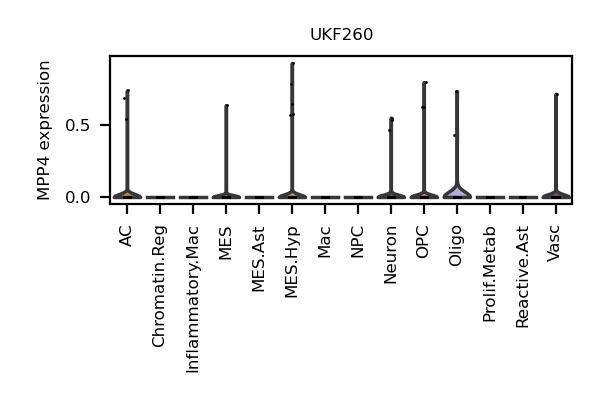 UKF260
MPP4 expression
0.5
0.0
AC
Chromatin.Reg
Inflammatory.Mac
MES
MES.Ast
MES.Hyp
Mac
NPC
Neuron
OPC
Oligo
Prolif.Metab
Reactive.Ast
Vasc